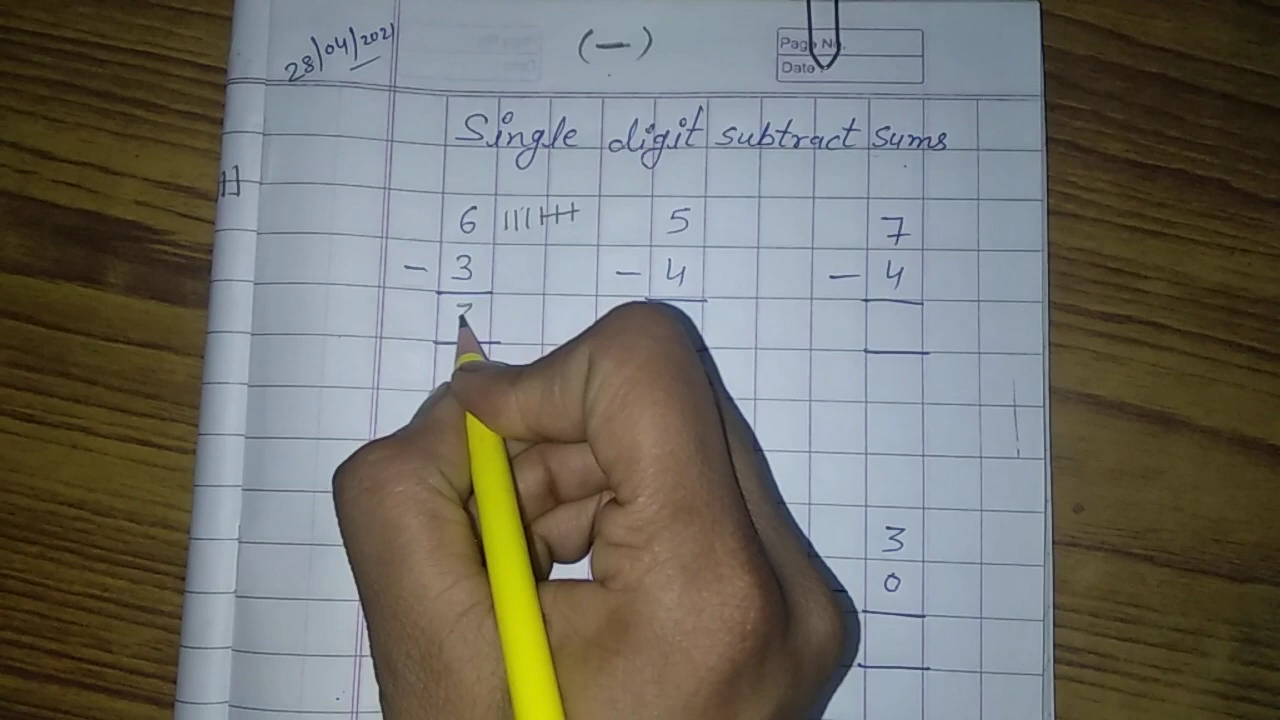 28/04/2021
(-)
Page No.
Date
Single digit subtract sums
1]
6 5 7
- 3 - 4 - 4
3
3
0